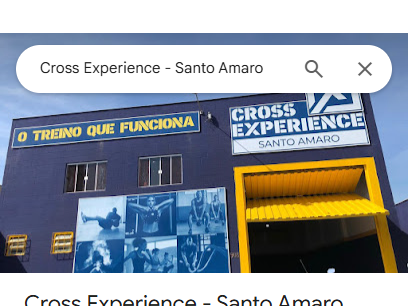 Cross Experience - Santo Amaro
O TREINO QUE FUNCIONA
CROSS
EXPERIENCE
SANTO AMARO
Cross Experience - Santo Amaro